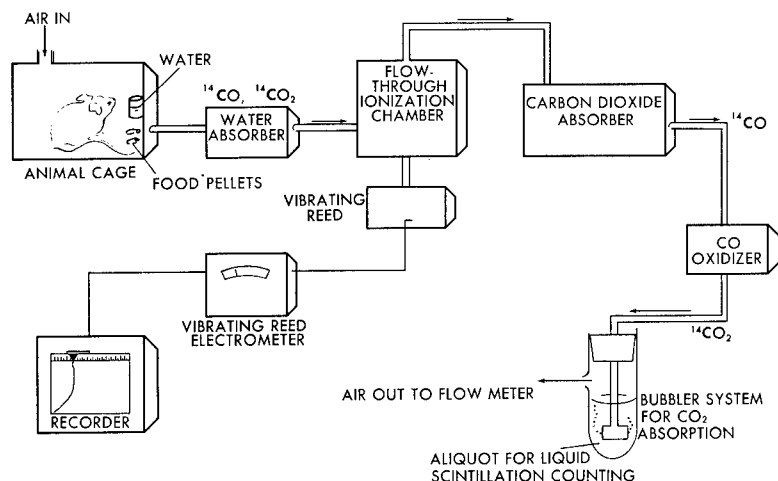 AIR IN
WATER
¹⁴CO, ¹⁴CO₂
WATER
ABSORBER
FLOW-
THROUGH
IONIZATION
CHAMBER
CARBON DIOXIDE
ABSORBER
¹⁴CO
ANIMAL CAGE
FOOD PELLETS
VIBRATING
REED
CO
OXIDIZER
VIBRATING REED
ELECTROMETER
¹⁴CO₂
RECORDER
AIR OUT TO FLOW METER
BUBBLER SYSTEM
FOR CO₂
ABSORPTION
ALIQUOT FOR LIQUID
SCINTILLATION COUNTING